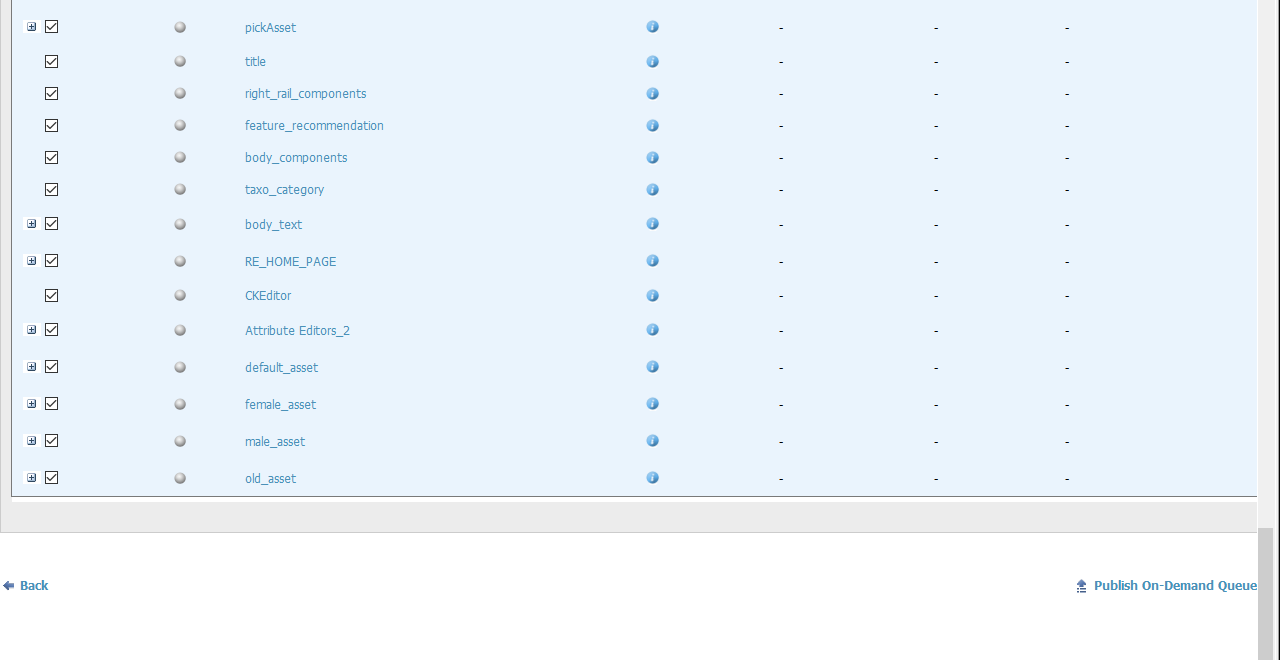 pickAsset - - -
title - - -
right_rail_components - - -
feature_recommendation - - -
body_components - - -
taxo_category - - -
body_text - - -
RE_HOME_PAGE - - -
CKEditor - - -
Attribute Editors_2 - - -
default_asset - - -
female_asset - - -
male_asset - - -
old_asset - - -
Back Publish On-Demand Queue